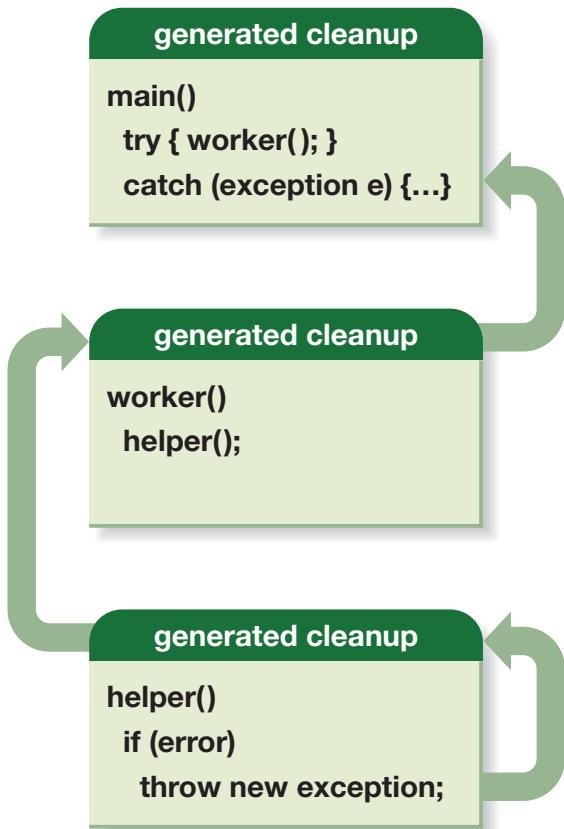 generated cleanup
main()
try { worker(); }
catch (exception e) {...}
generated cleanup
worker()
helper();
generated cleanup
helper()
if (error)
throw new exception;